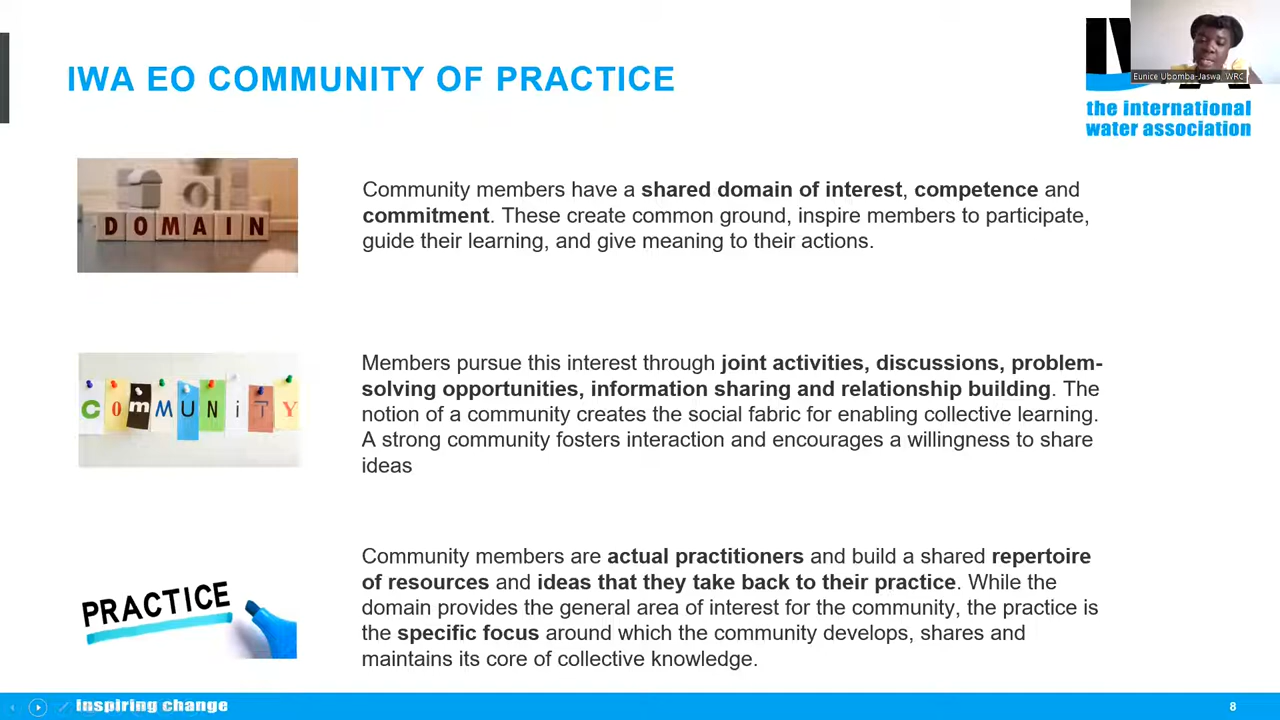 IWA EO COMMUNITY OF PRACTICE
Eunice Ubomba-Jaswa, WRC
the international
water association
DOMAIN
Community members have a shared domain of interest, competence and
commitment. These create common ground, inspire members to participate,
guide their learning, and give meaning to their actions.
COmMUNiTY
Members pursue this interest through joint activities, discussions, problem-
solving opportunities, information sharing and relationship building. The
notion of a community creates the social fabric for enabling collective learning.
A strong community fosters interaction and encourages a willingness to share
ideas
PRACTICE
Community members are actual practitioners and build a shared repertoire
of resources and ideas that they take back to their practice. While the
domain provides the general area of interest for the community, the practice is
the specific focus around which the community develops, shares and
maintains its core of collective knowledge.
inspiring change
8